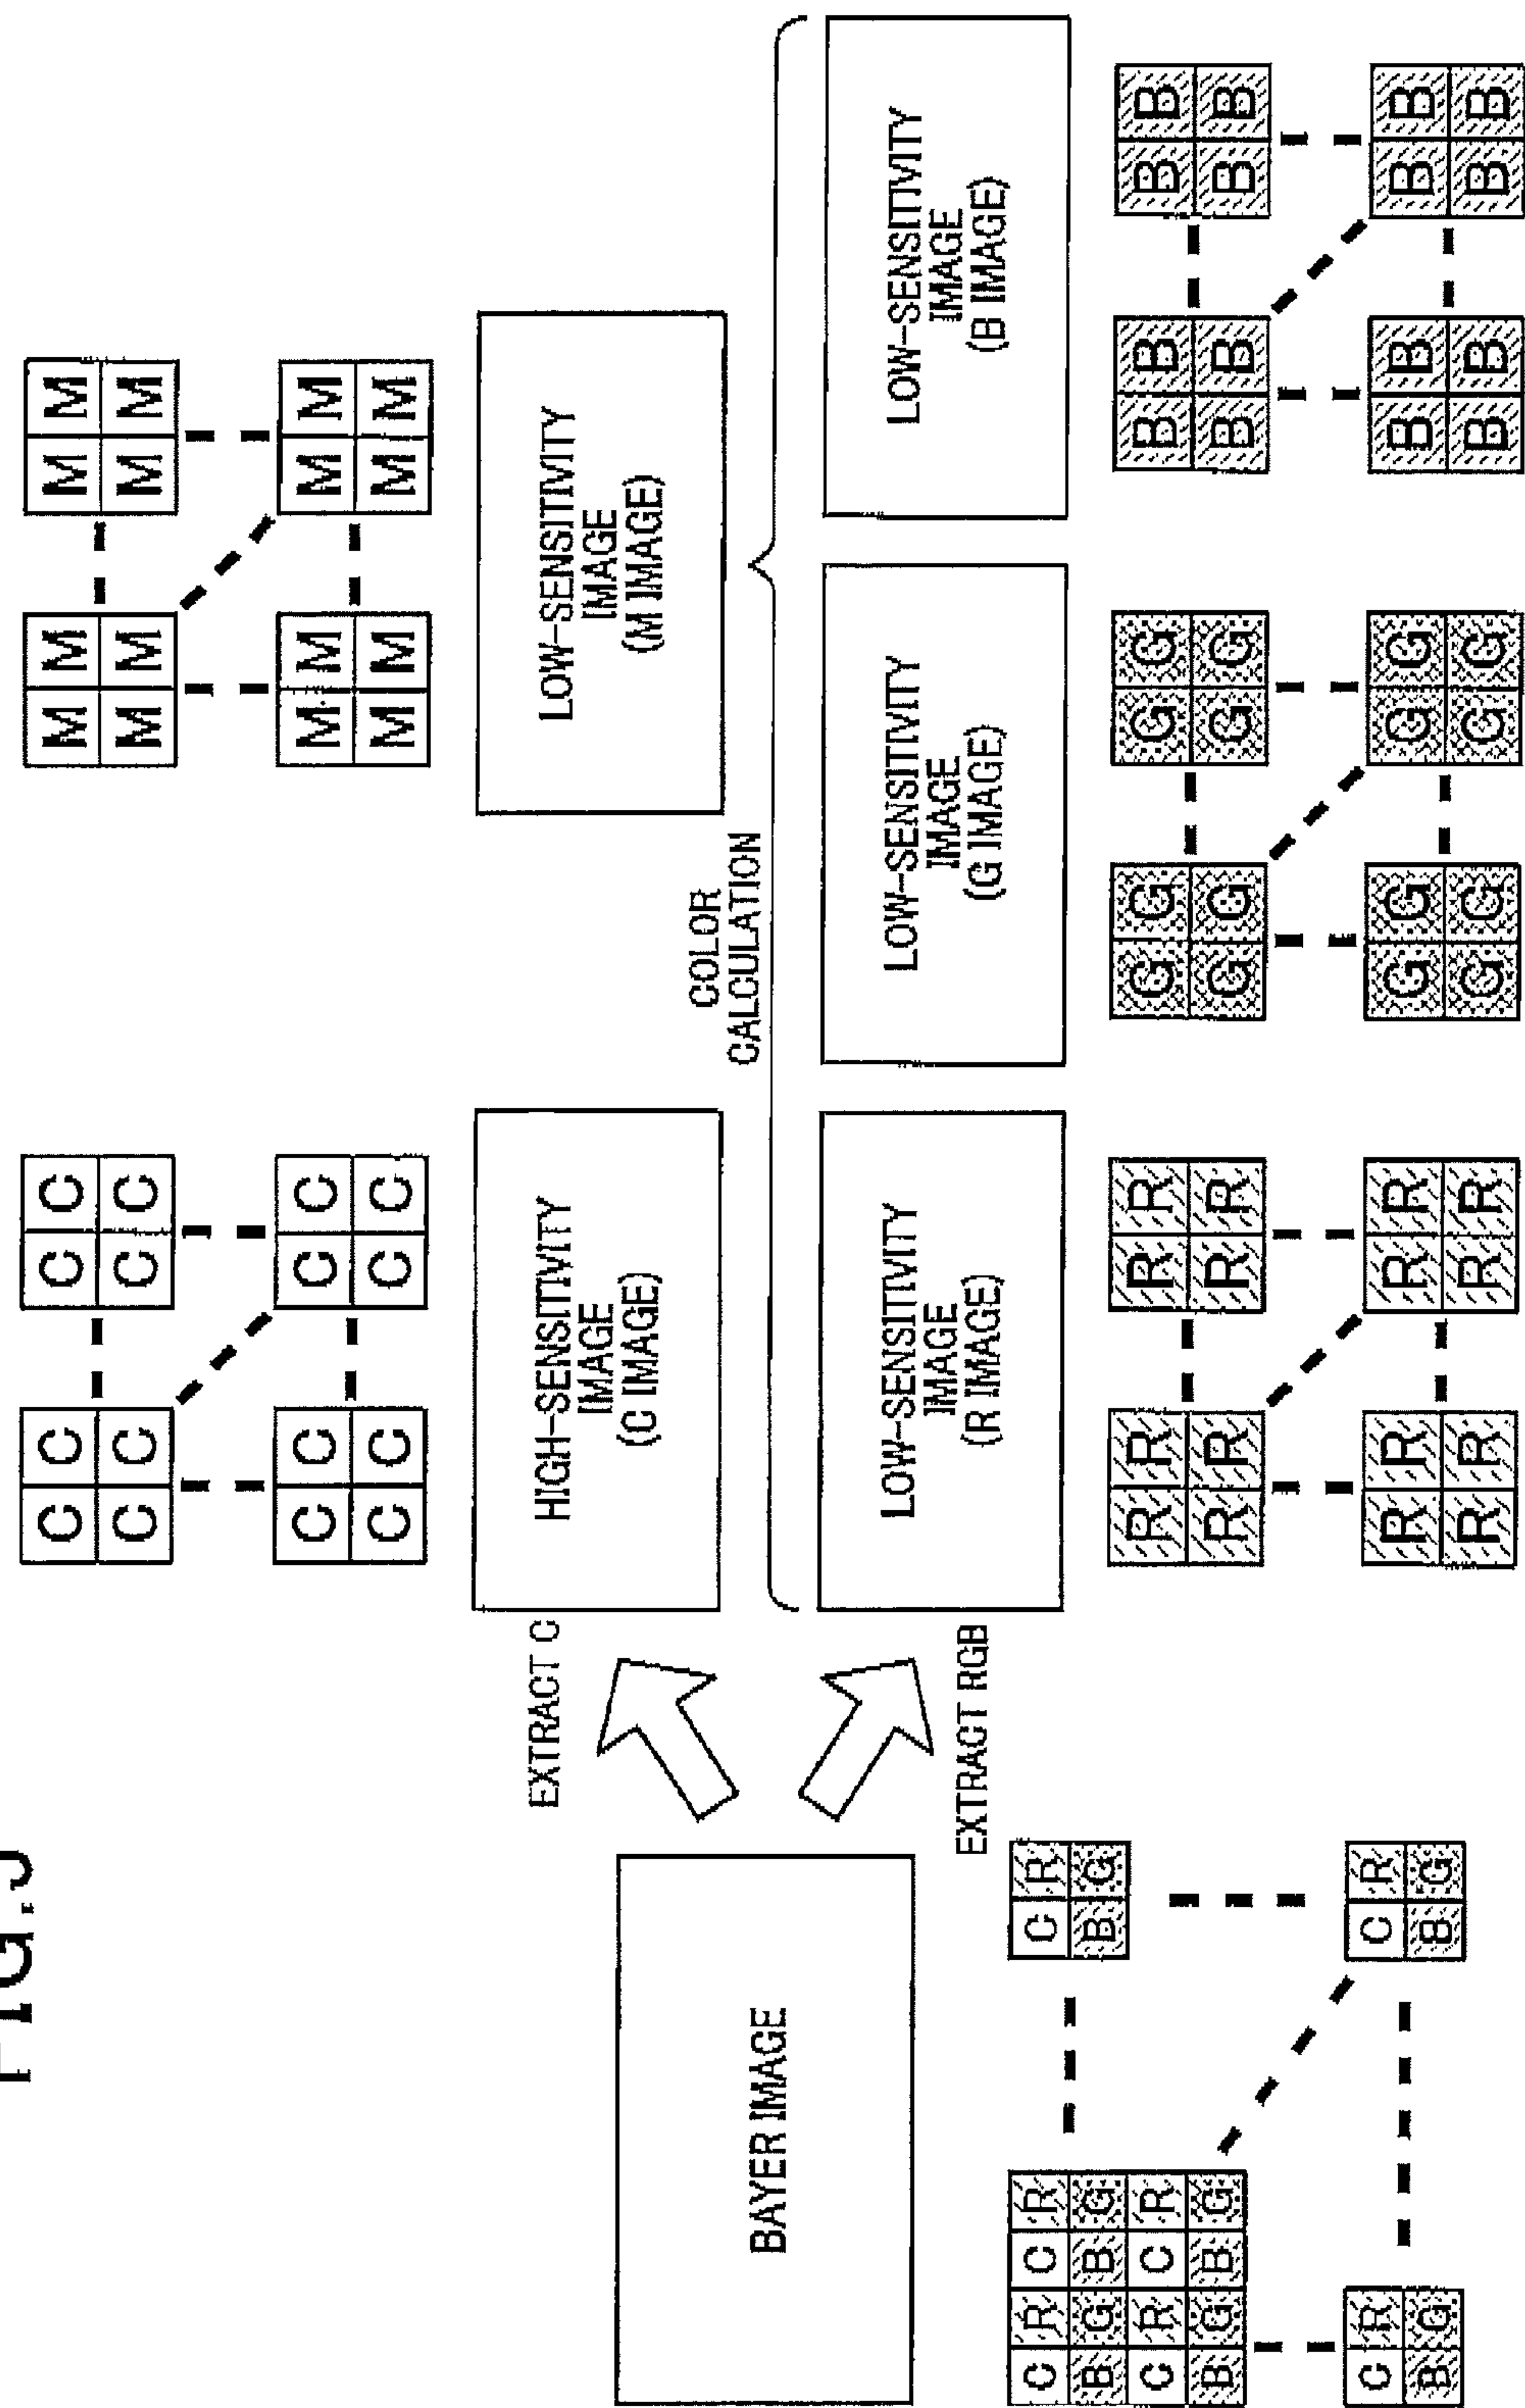 FIG.
C C C C
C C C C
C C C C
C C C C
M M M M
M M M M
M M M M
M M M M
EXTRACT C
HIGH-SENSITIVITY
IMAGE
(C IMAGE)
LOW-SENSITIVITY
IMAGE
(M IMAGE)
COLOR
CALCULATION
BAYER IMAGE
EXTRACT RGB
LOW-SENSITIVITY
IMAGE
(R IMAGE)
LOW-SENSITIVITY
IMAGE
(G IMAGE)
LOW-SENSITIVITY
IMAGE
(B IMAGE)
C R C R C R
B G B G B G
C R C R
B G B G
C R C R
B G B G
R R R R
R R R R
R R R R
R R R R
G G G G
G G G G
G G G G
G G G G
B B B B
B B B B
B B B B
B B B B